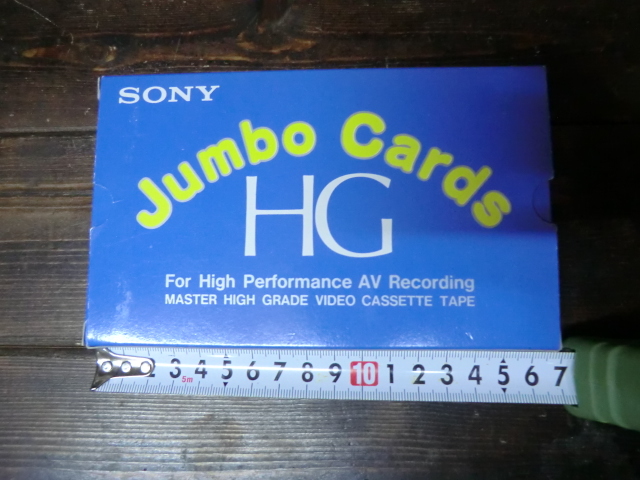 SONY
Jumbo Cards
HG
For High Performance AV Recording
MASTER HIGH GRADE VIDEO CASSETTE TAPE
3 4 5 6 7 8 9 10 1 2 3 4 5 6 7
5m